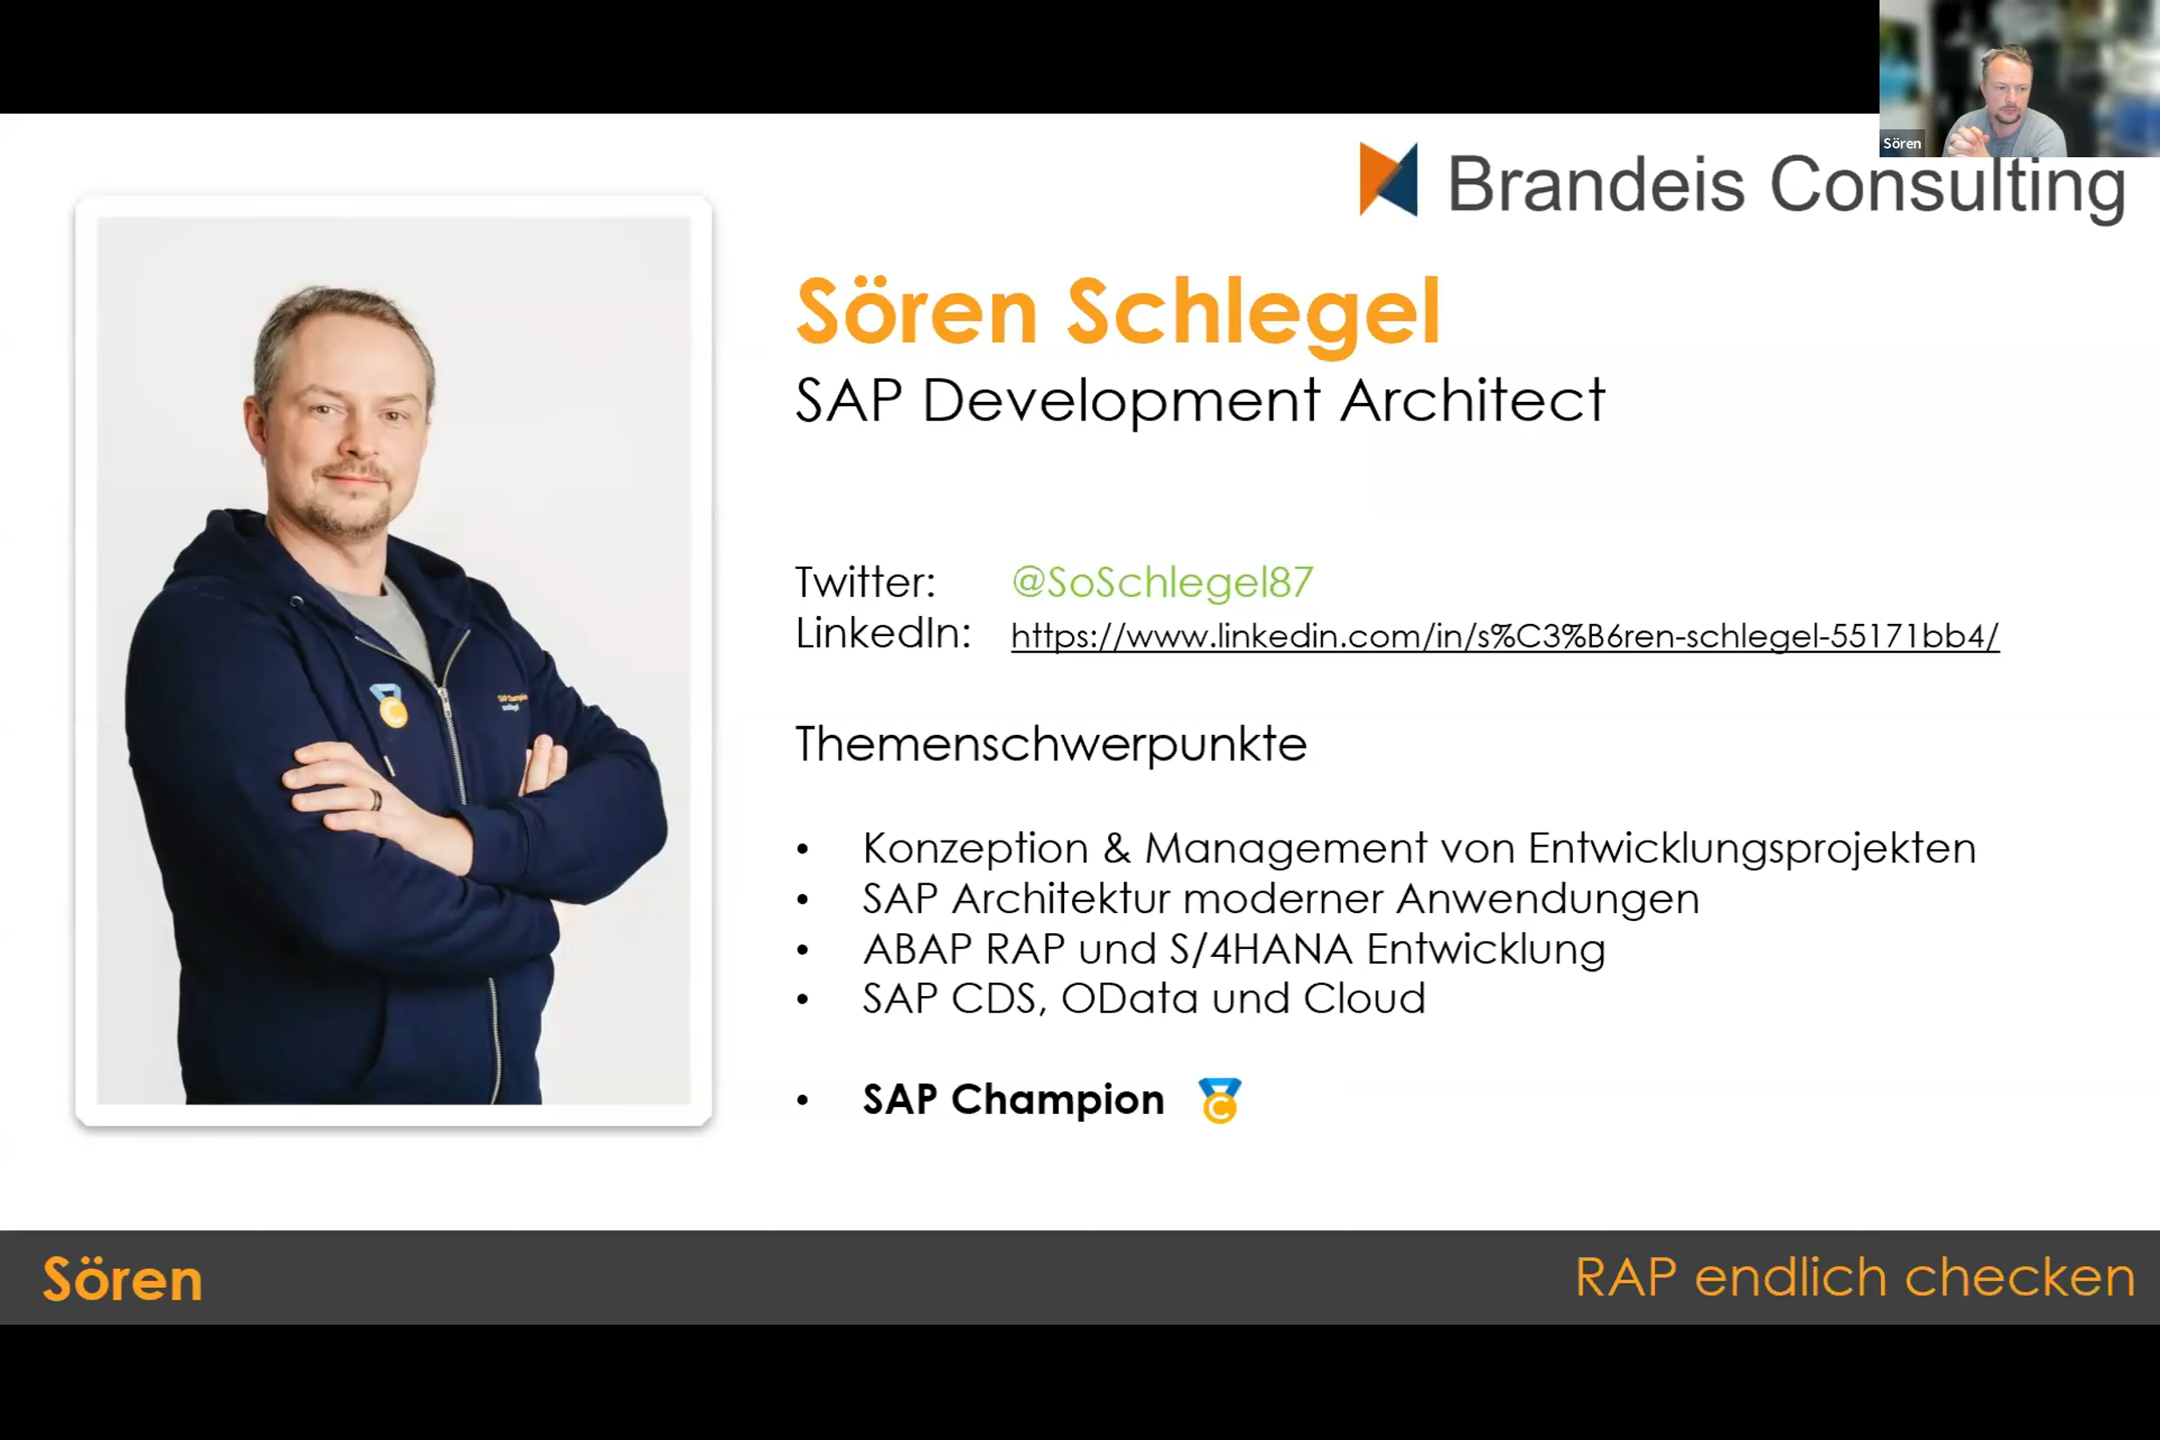 Sören
Brandeis Consulting
Sören Schlegel
SAP Development Architect
Twitter: @SoSchlegel87
LinkedIn: https://www.linkedin.com/in/s%C3%B6ren-schlegel-55171bb4/
Themenschwerpunkte
• Konzeption & Management von Entwicklungsprojekten
• SAP Architektur moderner Anwendungen
• ABAP RAP und S/4HANA Entwicklung
• SAP CDS, OData und Cloud
• SAP Champion
C
SAP Champion
C
Sören
RAP endlich checken